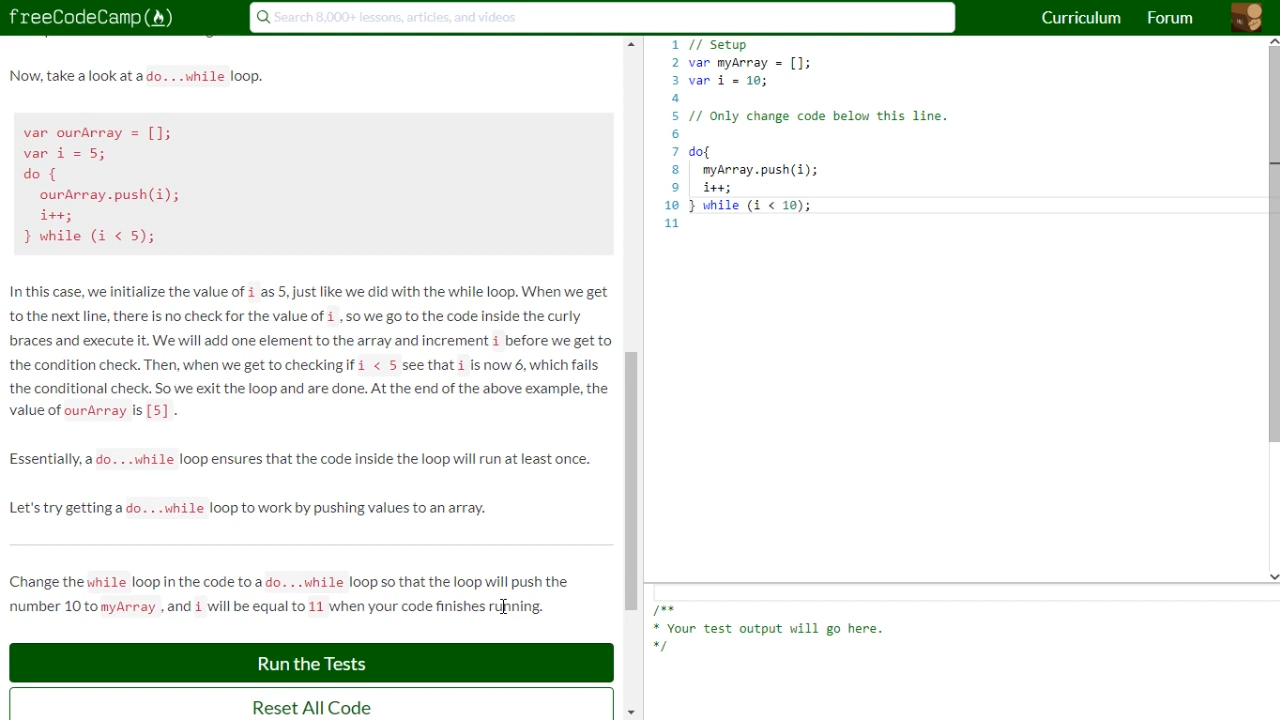 freeCodeCamp(🔥)
Search 8,000+ lessons, articles, and videos
Curriculum Forum
Now, take a look at a do...while loop.
var ourArray = [];
var i = 5;
do {
  ourArray.push(i);
  i++;
} while (i < 5);
In this case, we initialize the value of i as 5, just like we did with the while loop. When we get
to the next line, there is no check for the value of i , so we go to the code inside the curly
braces and execute it. We will add one element to the array and increment i before we get to
the condition check. Then, when we get to checking if i < 5 see that i is now 6, which fails
the conditional check. So we exit the loop and are done. At the end of the above example, the
value of ourArray is [5] .
Essentially, a do...while loop ensures that the code inside the loop will run at least once.
Let's try getting a do...while loop to work by pushing values to an array.
Change the while loop in the code to a do...while loop so that the loop will push the
number 10 to myArray , and i will be equal to 11 when your code finishes running.
Run the Tests
Reset All Code
1 // Setup
2 var myArray = [];
3 var i = 10;
4
5 // Only change code below this line.
6
7 do{
8   myArray.push(i);
9   i++;
10 } while (i < 10);
11
/**
* Your test output will go here.
*/